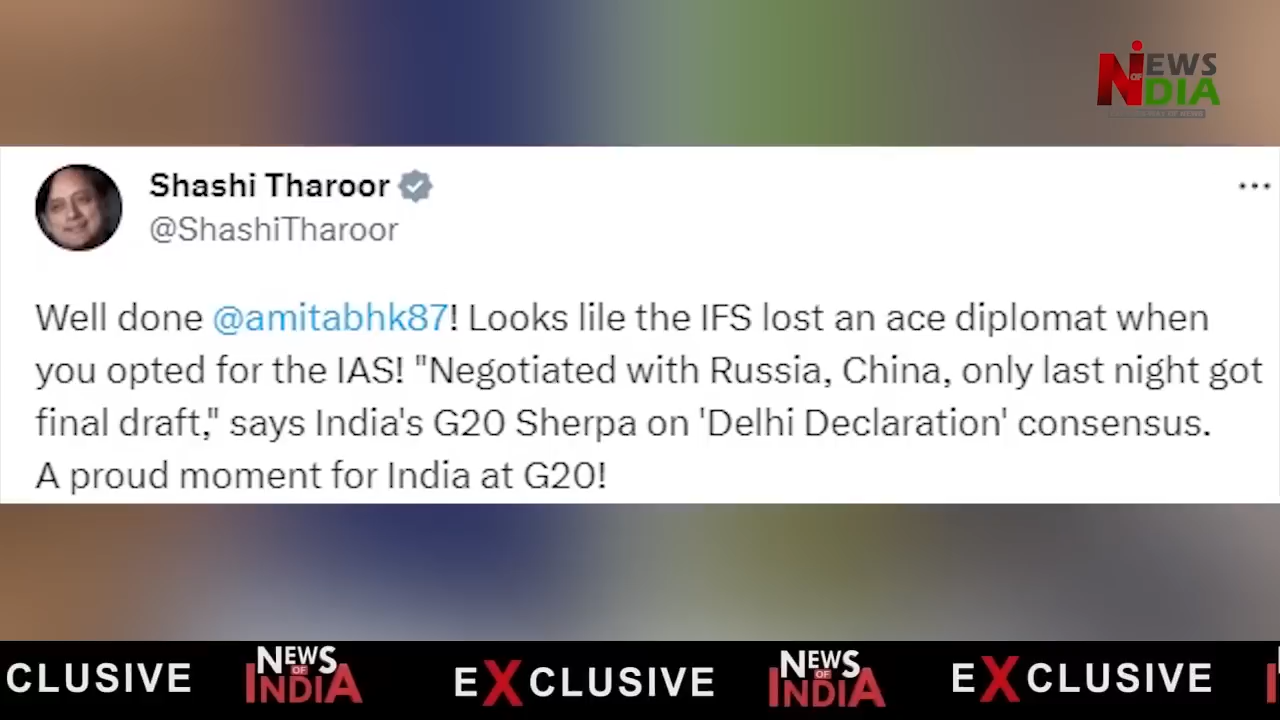 NEWS
OF
INDIA
Shashi Tharoor
@ShashiTharoor
Well done @amitabhk87! Looks lile the IFS lost an ace diplomat when
you opted for the IAS! "Negotiated with Russia, China, only last night got
final draft," says India's G20 Sherpa on 'Delhi Declaration' consensus.
A proud moment for India at G20!
CLUSIVE NEWS OF INDIA EXCLUSIVE NEWS OF INDIA EXCLUSIVE